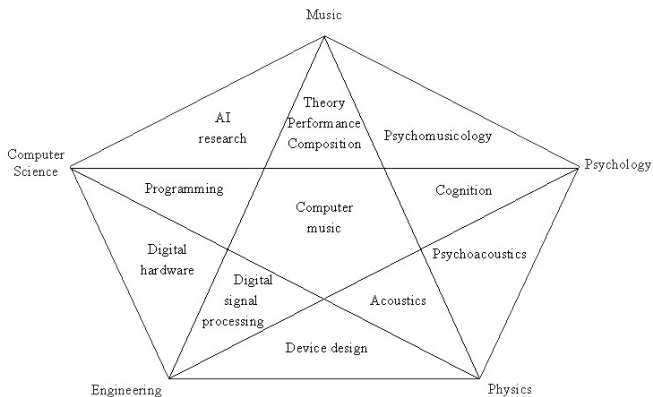 Music
Theory
Performance
Composition
AI
research
Psychomusicology
Computer
Science
Psychology
Programming
Cognition
Computer
music
Digital
hardware
Psychoacoustics
Digital
signal
processing
Acoustics
Device design
Engineering
Physics